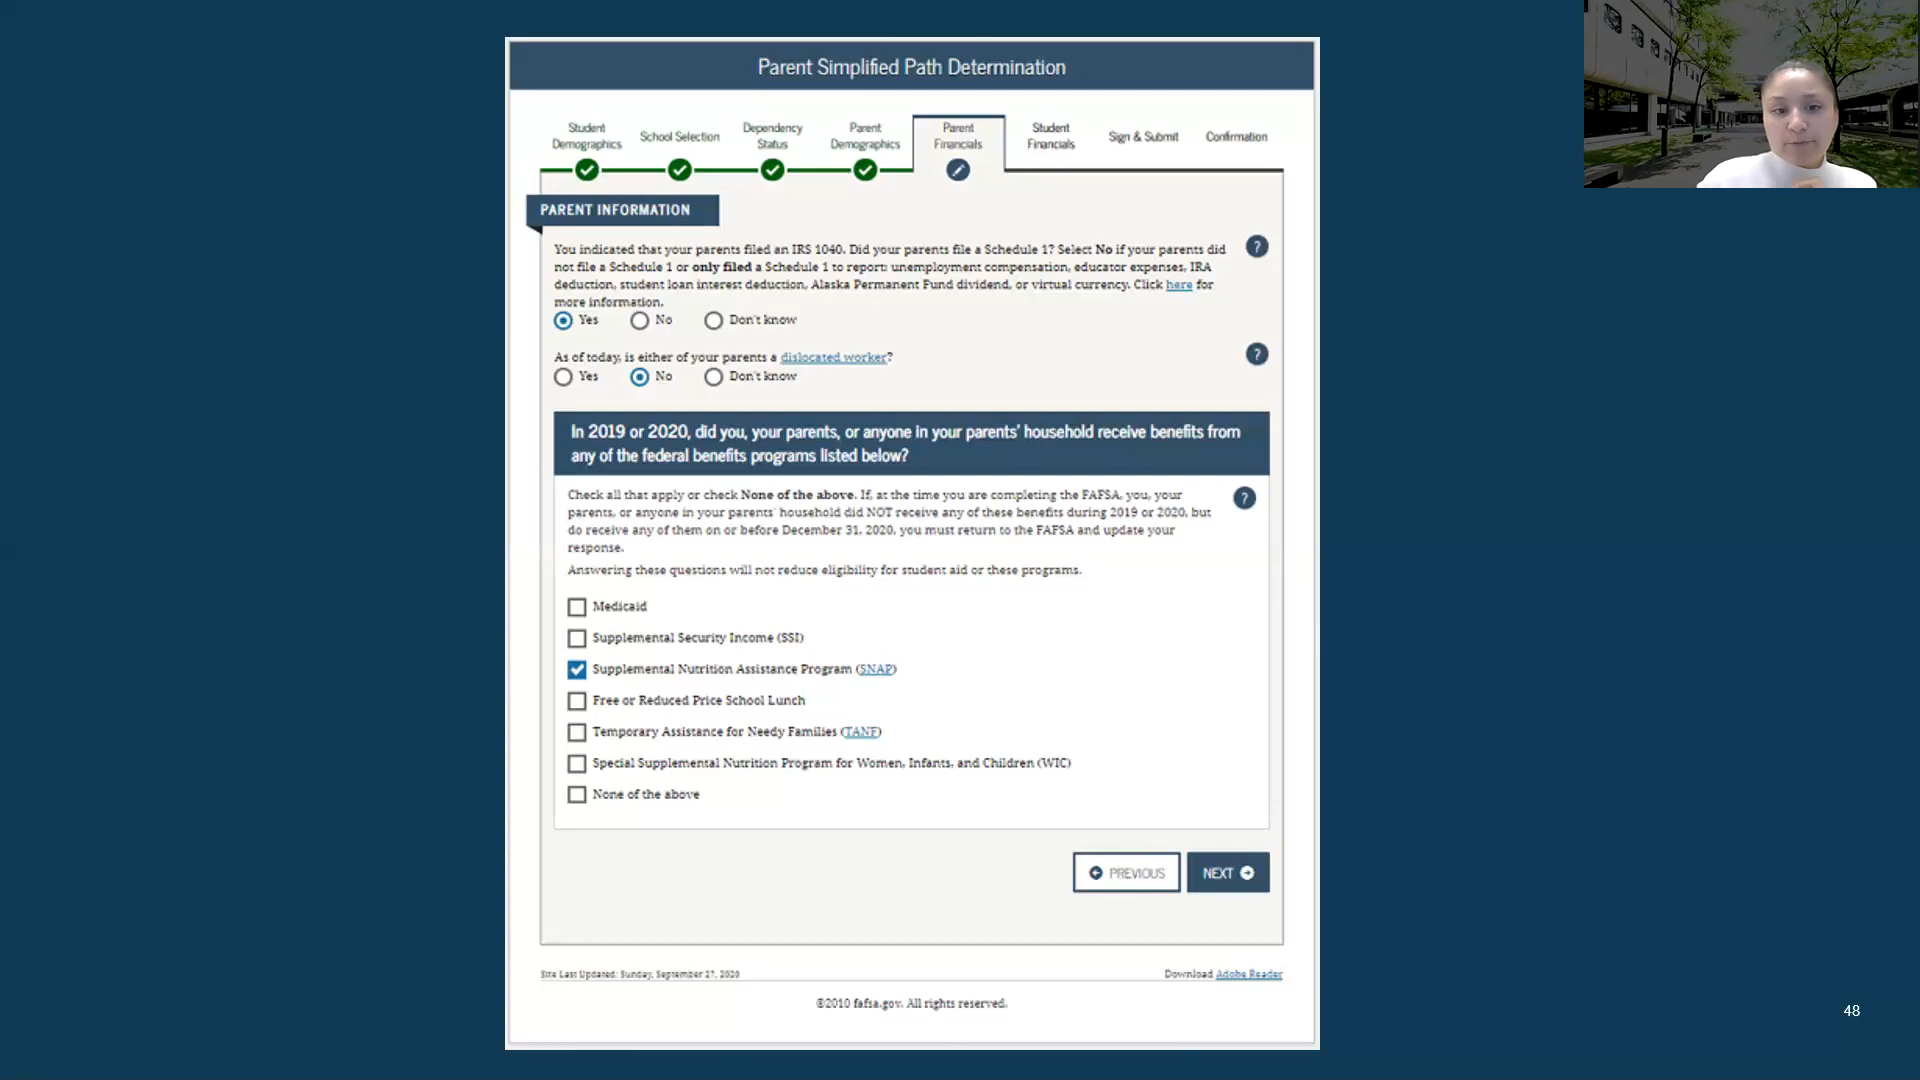 Parent Simplified Path Determination
Student Demographics
School Selection
Dependency Status
Parent Demographics
Parent Financials
Student Financials
Sign & Submit
Confirmation
PARENT INFORMATION
You indicated that your parents filed an IRS 1040. Did your parents file a Schedule 1? Select No if your parents did
not file a Schedule 1 or only filed a Schedule 1 to report: unemployment compensation, educator expenses, IRA
deduction, student loan interest deduction, Alaska Permanent Fund dividend, or virtual currency. Click here for
more information.
?
Yes No Don't know
As of today, is either of your parents a dislocated worker?
?
Yes No Don't know
In 2019 or 2020, did you, your parents, or anyone in your parents' household receive benefits from
any of the federal benefits programs listed below?
Check all that apply or check None of the above. If, at the time you are completing the FAFSA, you, your
parents, or anyone in your parents' household did NOT receive any of these benefits during 2019 or 2020, but
do receive any of them on or before December 31, 2020, you must return to the FAFSA and update your
response.
?
Answering these questions will not reduce eligibility for student aid or these programs.
Medicaid
Supplemental Security Income (SSI)
Supplemental Nutrition Assistance Program (SNAP)
Free or Reduced Price School Lunch
Temporary Assistance for Needy Families (TANF)
Special Supplemental Nutrition Program for Women, Infants, and Children (WIC)
None of the above
PREVIOUS
NEXT
Site Last Updated: Sunday, September 27, 2020
Download Adobe Reader
©2010 fafsa.gov. All rights reserved.
48